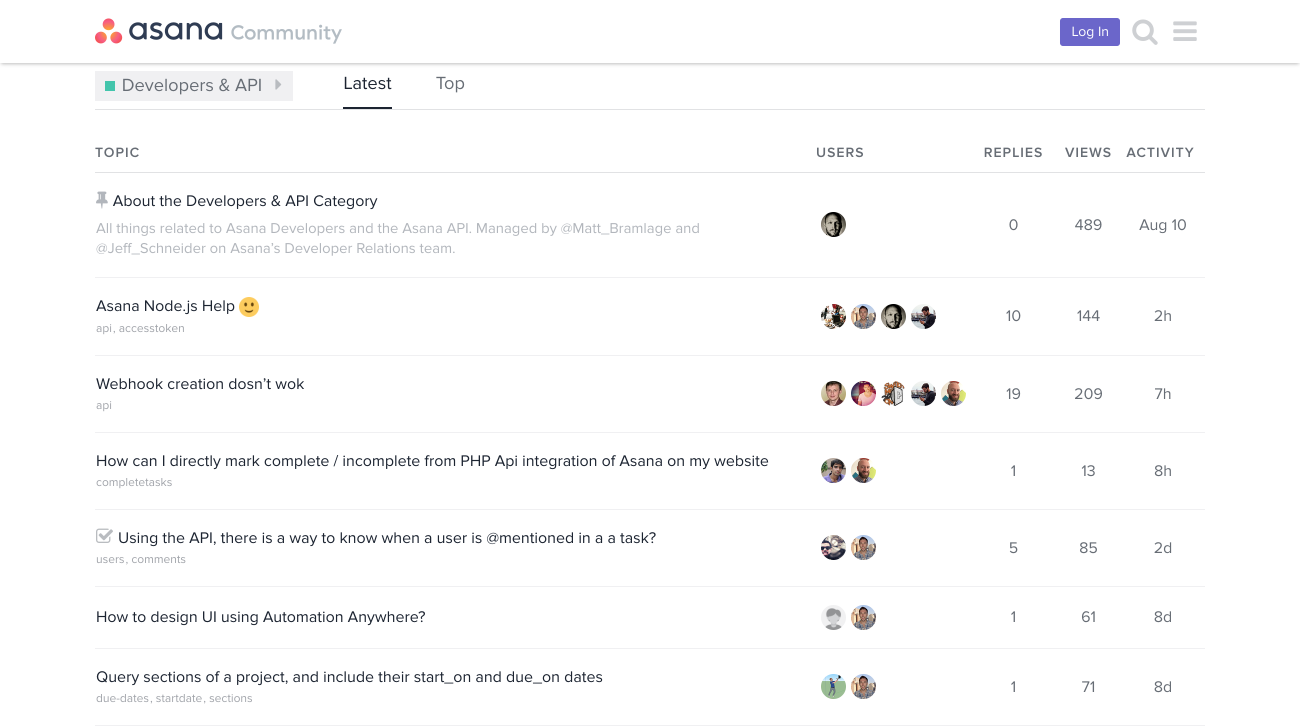 asana Community
Log In
Developers & API
Latest
Top
TOPIC
USERS
REPLIES
VIEWS
ACTIVITY
About the Developers & API Category
All things related to Asana Developers and the Asana API. Managed by @Matt_Bramlage and
@Jeff_Schneider on Asana’s Developer Relations team.
0
489
Aug 10
Asana Node.js Help
api, accesstoken
10
144
2h
Webhook creation dosn’t wok
api
19
209
7h
How can I directly mark complete / incomplete from PHP Api integration of Asana on my website
completetasks
1
13
8h
Using the API, there is a way to know when a user is @mentioned in a a task?
users, comments
5
85
2d
How to design UI using Automation Anywhere?
1
61
8d
Query sections of a project, and include their start_on and due_on dates
due-dates, startdate, sections
1
71
8d